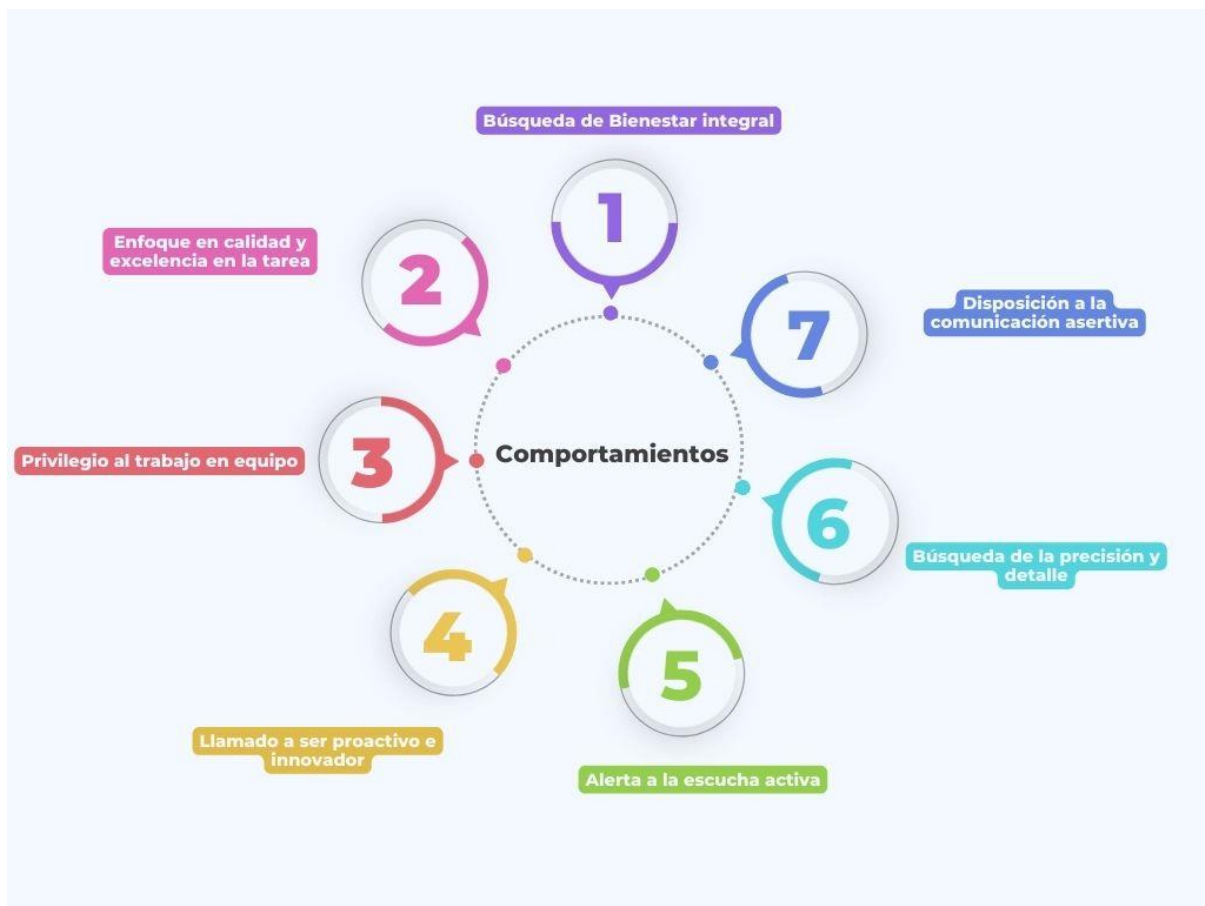 Búsqueda de Bienestar integral
1
Enfoque en calidad y
excelencia en la tarea
2
Privilegio al trabajo en equipo
3
Llamado a ser proactivo e
innovador
4
Alerta a la escucha activa
5
Búsqueda de la precisión y
detalle
6
Disposición a la
comunicación asertiva
7
Comportamientos